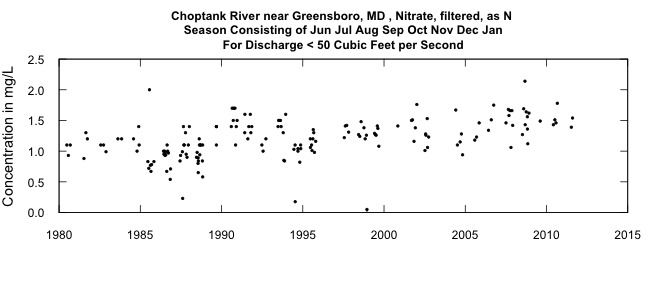 Choptank River near Greensboro, MD , Nitrate, filtered, as N
Season Consisting of Jun Jul Aug Sep Oct Nov Dec Jan
For Discharge < 50 Cubic Feet per Second
Concentration in mg/L
2.5
2.0
1.5
1.0
0.5
0.0
1980 1985 1990 1995 2000 2005 2010 2015